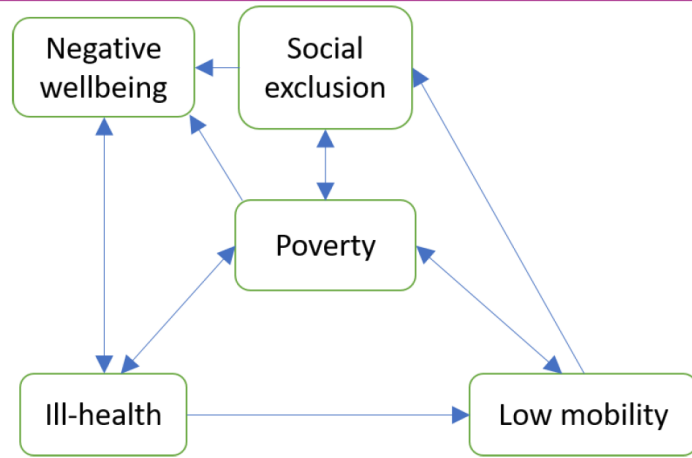 Negative
wellbeing
Social
exclusion
Poverty
Ill-health
Low mobility